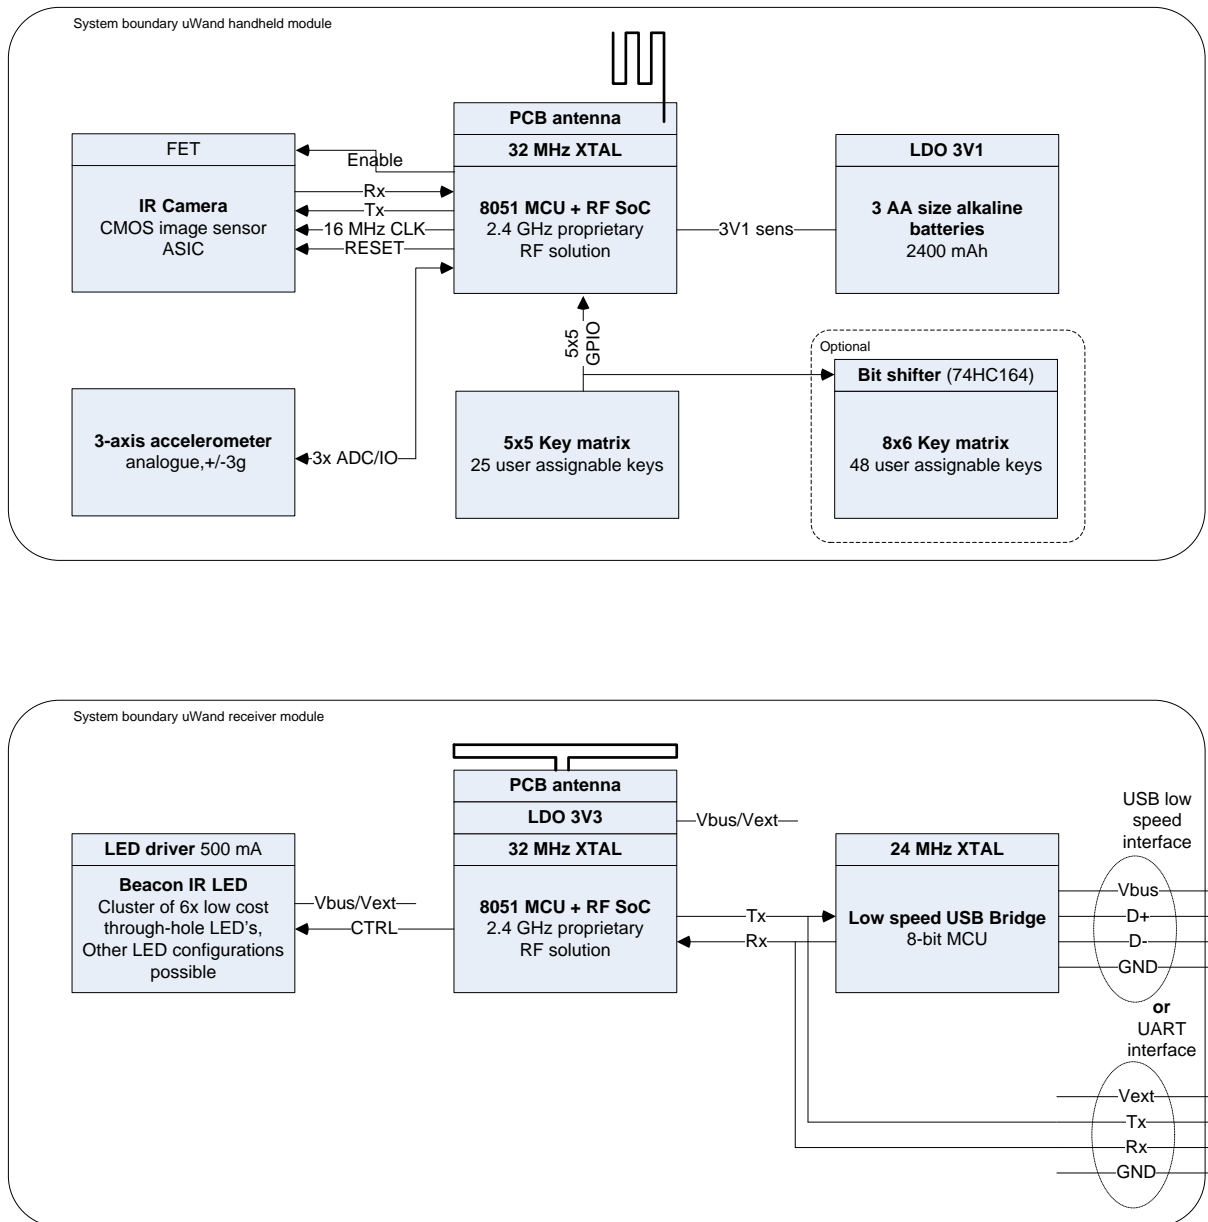 System boundary uWand handheld module
PCB antenna
32 MHz XTAL
8051 MCU + RF SoC
2.4 GHz proprietary
RF solution
FET
IR Camera
CMOS image sensor
ASIC
Enable
Rx
Tx
16 MHz CLK
RESET
3V1 sens
LDO 3V1
3 AA size alkaline
batteries
2400 mAh
5x5
GPIO
Optional
Bit shifter (74HC164)
8x6 Key matrix
48 user assignable keys
3-axis accelerometer
analogue,+/-3g
3x ADC/IO
5x5 Key matrix
25 user assignable keys
System boundary uWand receiver module
PCB antenna
LDO 3V3
32 MHz XTAL
8051 MCU + RF SoC
2.4 GHz proprietary
RF solution
Vbus/Vext
LED driver 500 mA
Beacon IR LED
Cluster of 6x low cost
through-hole LED's,
Other LED configurations
possible
Vbus/Vext
CTRL
Tx
Rx
24 MHz XTAL
Low speed USB Bridge
8-bit MCU
USB low
speed
interface
Vbus
D+
D-
GND
or
UART
interface
Vext
Tx
Rx
GND